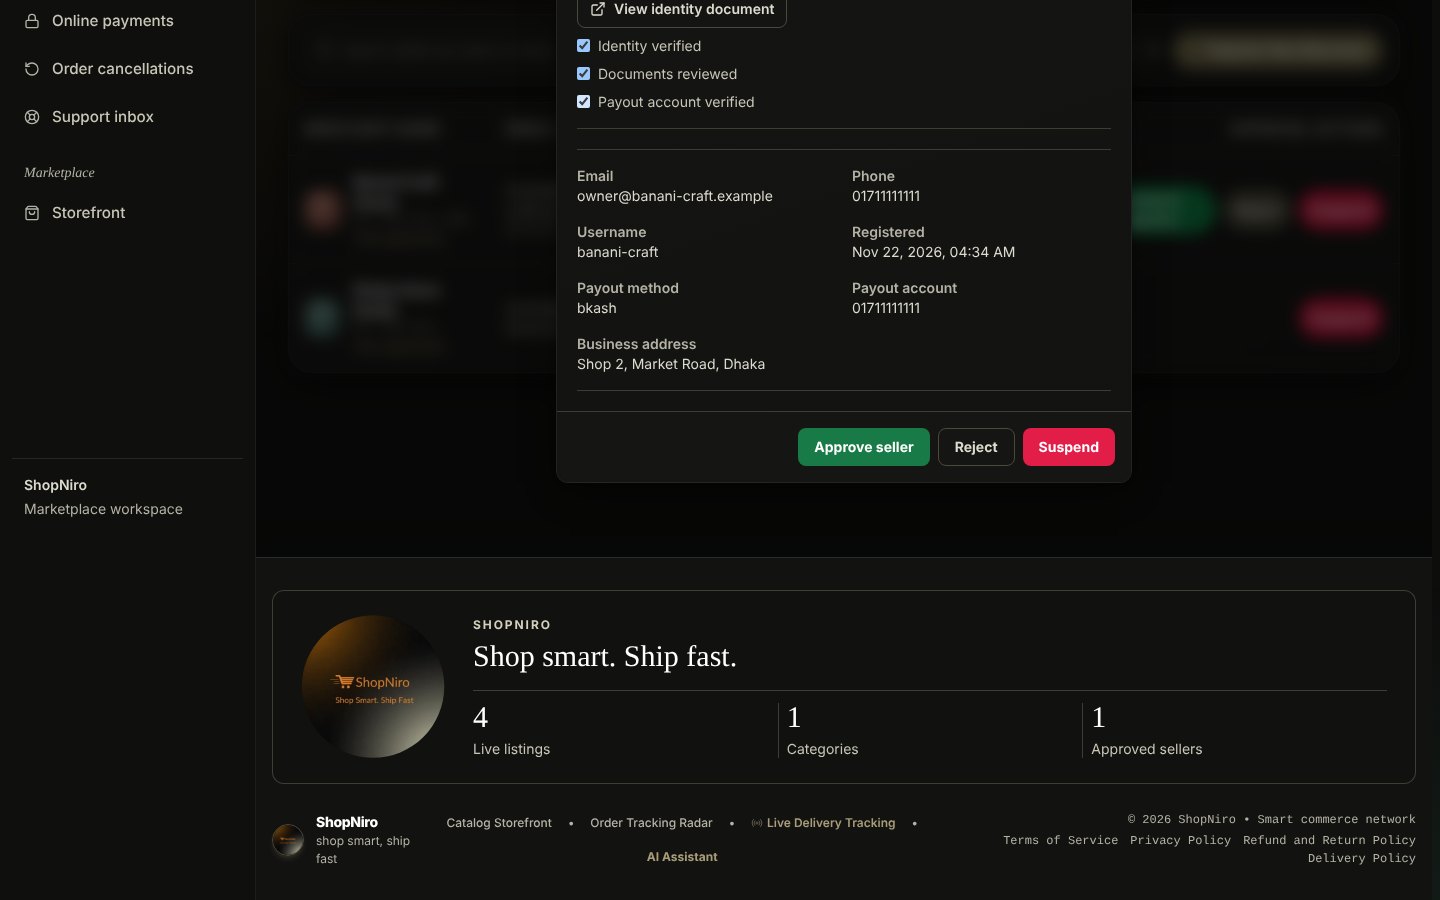 Online payments
Order cancellations
Support inbox
Marketplace
Storefront
ShopNiro
Marketplace workspace
View identity document
Identity verified
Documents reviewed
Payout account verified
Email
owner@banani-craft.example
Phone
01711111111
Username
banani-craft
Registered
Nov 22, 2026, 04:34 AM
Payout method
bkash
Payout account
01711111111
Business address
Shop 2, Market Road, Dhaka
Approve seller
Reject
Suspend
ShopNiro
Shop Smart. Ship Fast
SHOPNIRO
Shop smart. Ship fast.
4
Live listings
1
Categories
1
Approved sellers
ShopNiro
shop smart, ship
fast
Catalog Storefront • Order Tracking Radar • Live Delivery Tracking •
AI Assistant
© 2026 ShopNiro • Smart commerce network
Terms of Service Privacy Policy Refund and Return Policy
Delivery Policy